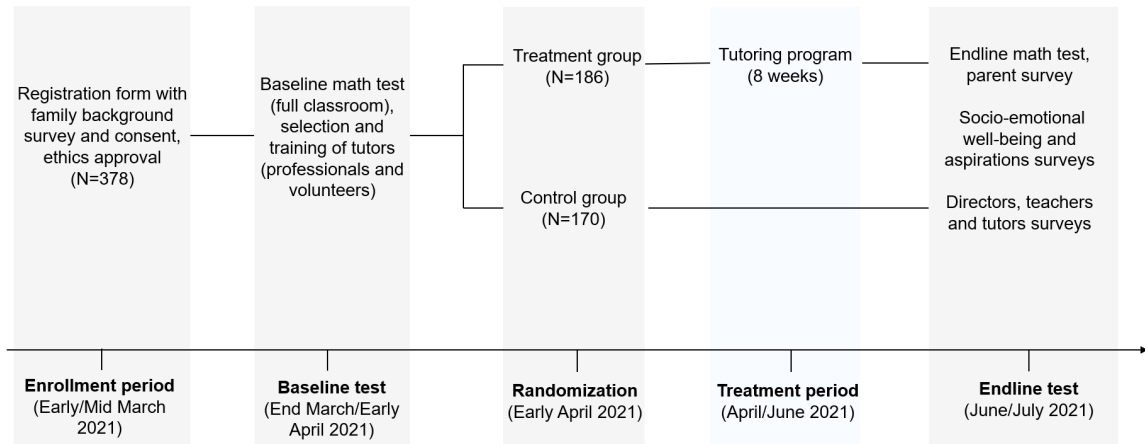 Registration form with
family background
survey and consent,
ethics approval
(N=378)
Baseline math test
(full classroom),
selection and
training of tutors
(professionals and
volunteers)
Treatment group
(N=186)
Control group
(N=170)
Tutoring program
(8 weeks)
Endline math test,
parent survey
Socio-emotional
well-being and
aspirations surveys
Directors, teachers
and tutors surveys
Enrollment period
(Early/Mid March
2021)
Baseline test
(End March/Early
April 2021)
Randomization
(Early April 2021)
Treatment period
(April/June 2021)
Endline test
(June/July 2021)